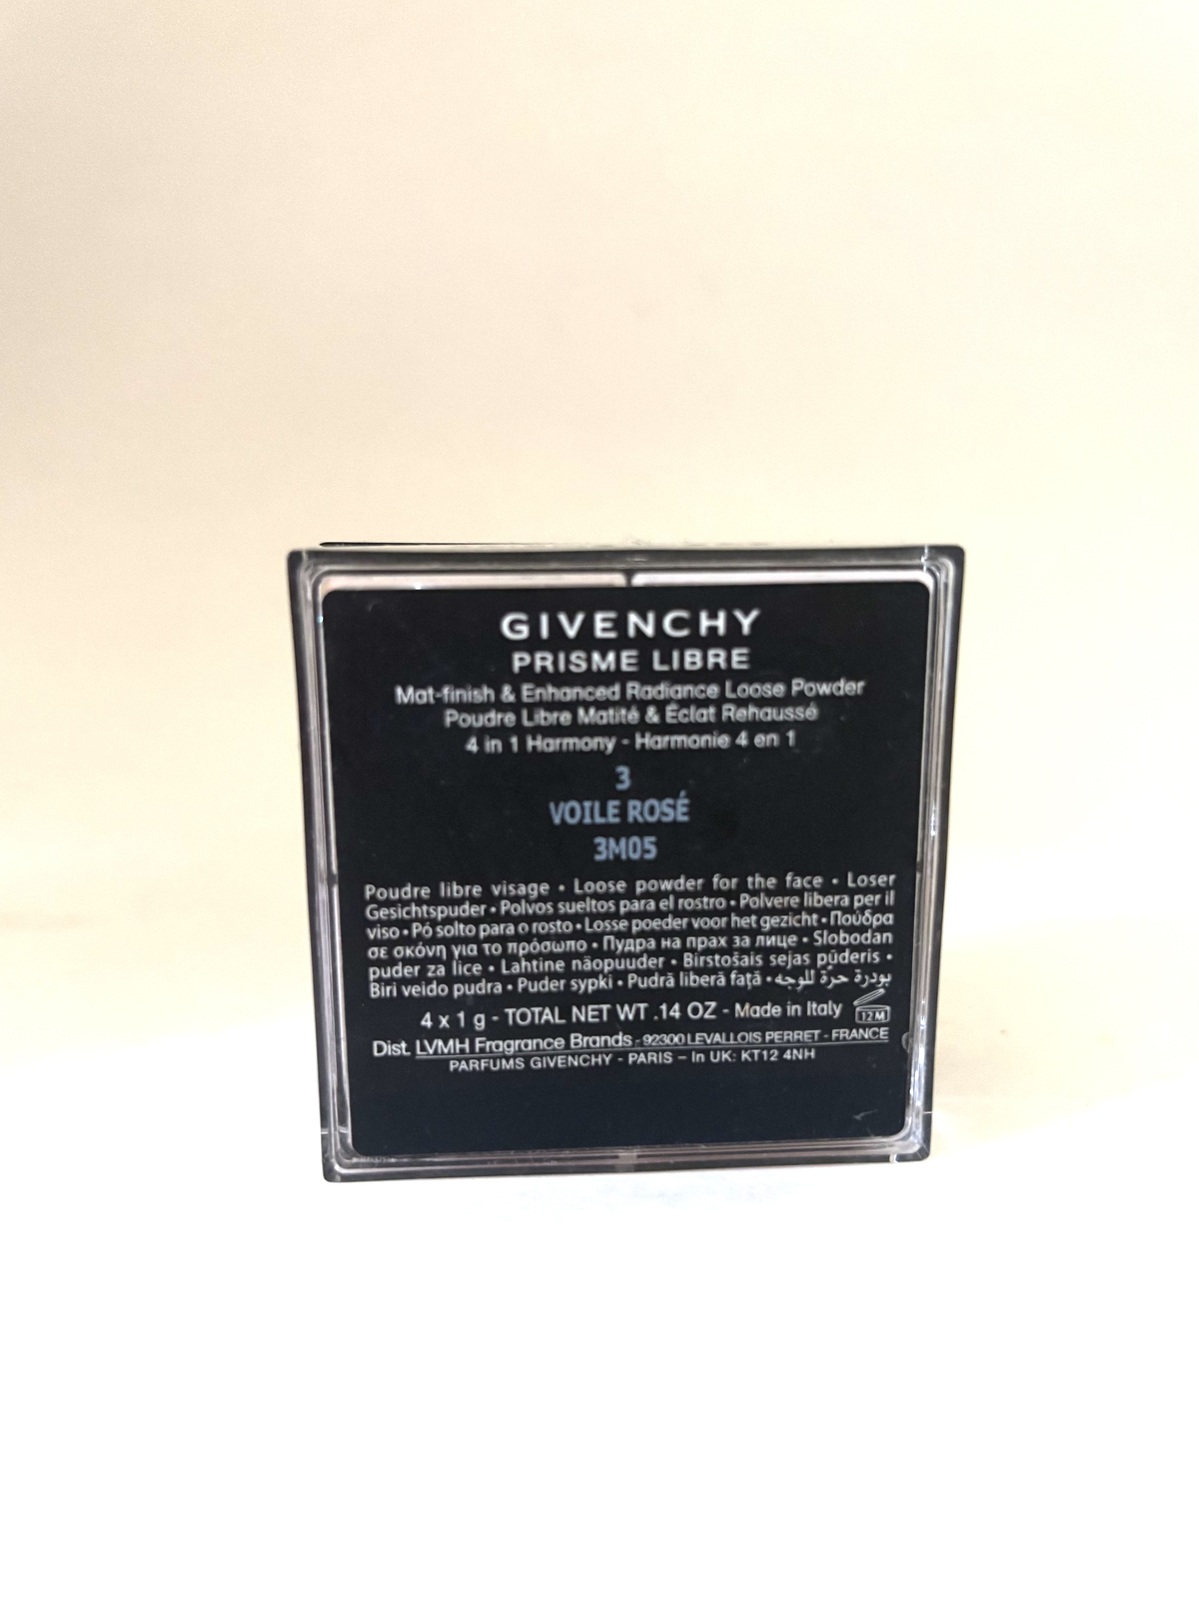 GIVENCHY
PRISME LIBRE
Mat-finish & Enhanced Radiance Loose Powder
Poudre Libre Matité & Éclat Rehaussé
4 in 1 Harmony - Harmonie 4 en 1
3
VOILE ROSÉ
3M05
Poudre libre visage • Loose powder for the face • Loser
Gesichtspuder • Polvos sueltos para el rostro • Polvere libera per il
viso • Pó solto para o rosto • Losse poeder voor het gezicht • Πούδρα
σε σκόνη για το πρόσωπο • Пудра на прах за лице • Slobodan
puder za lice • Lahtine näopuuder • Birstošais sejas pūderis •
Biri veido pudra • Puder sypki • Pudră liberă față • بودرة حرّة للوجه
4 x 1 g - TOTAL NET WT .14 OZ - Made in Italy 12 M
Dist. LVMH Fragrance Brands - 92300 LEVALLOIS PERRET - FRANCE
PARFUMS GIVENCHY - PARIS – In UK: KT12 4NH